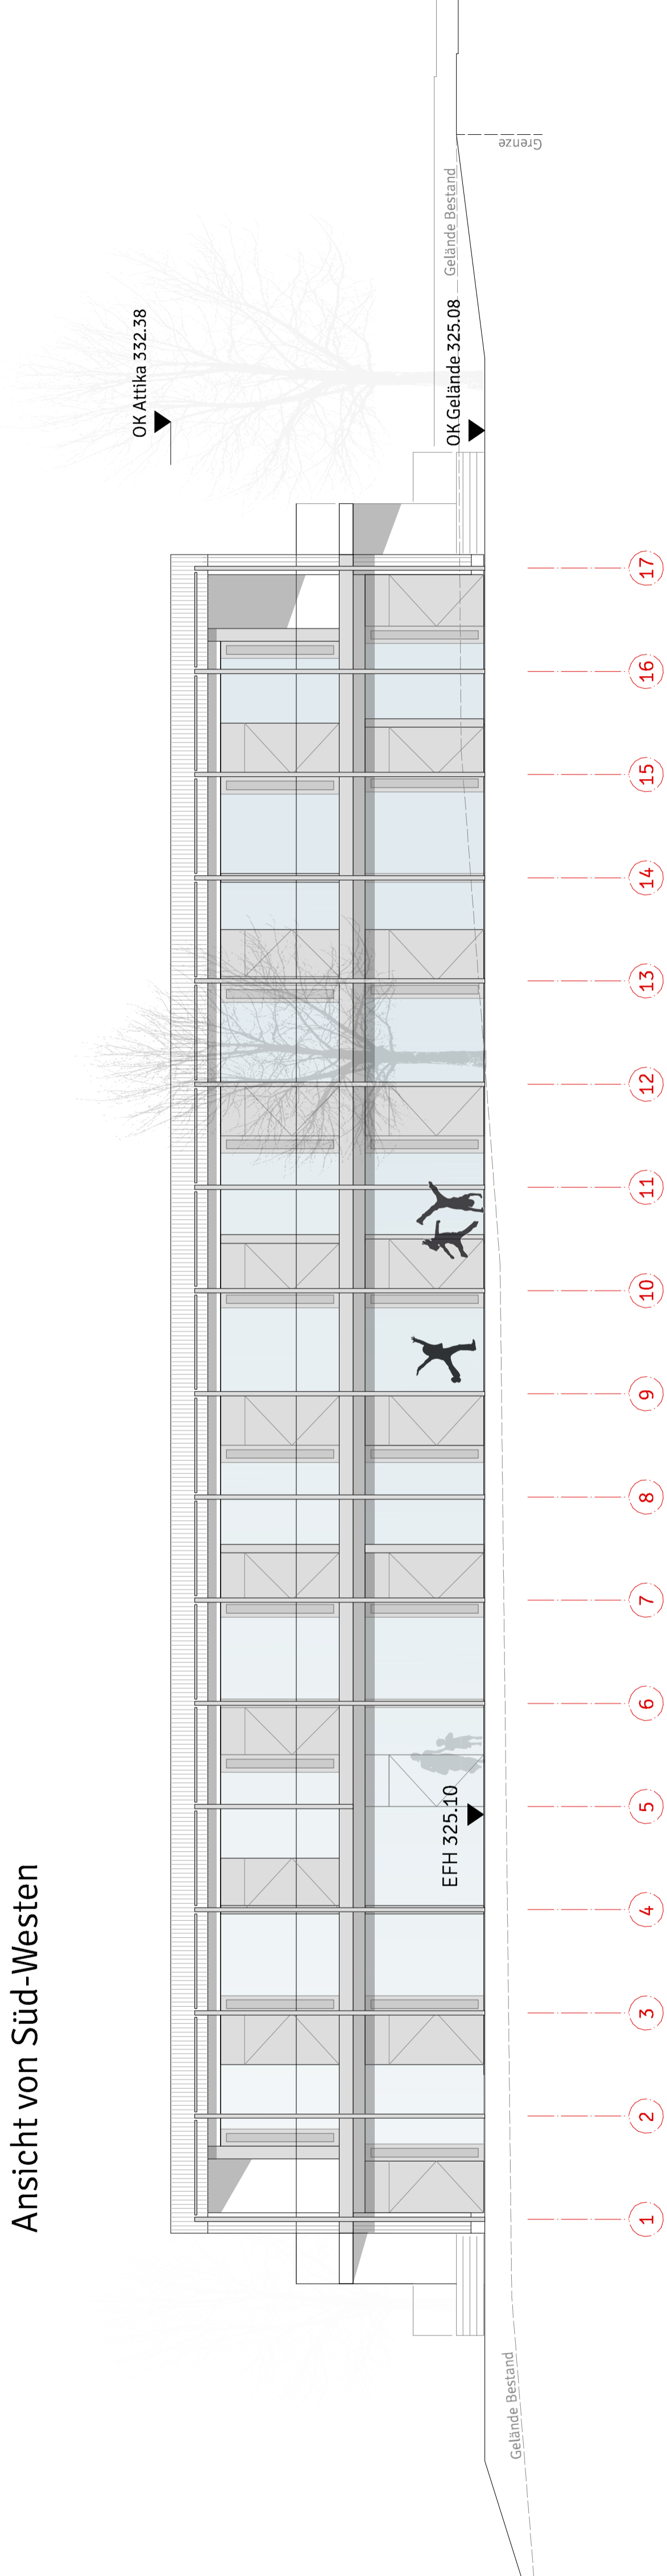 Ansicht von Süd-Westen
OK Attika 332.38
Gelände Bestand
Grenze
OK Gelände 325.08
EFH 325.10
Gelände Bestand
1
2
3
4
5
6
7
8
9
10
11
12
13
14
15
16
17